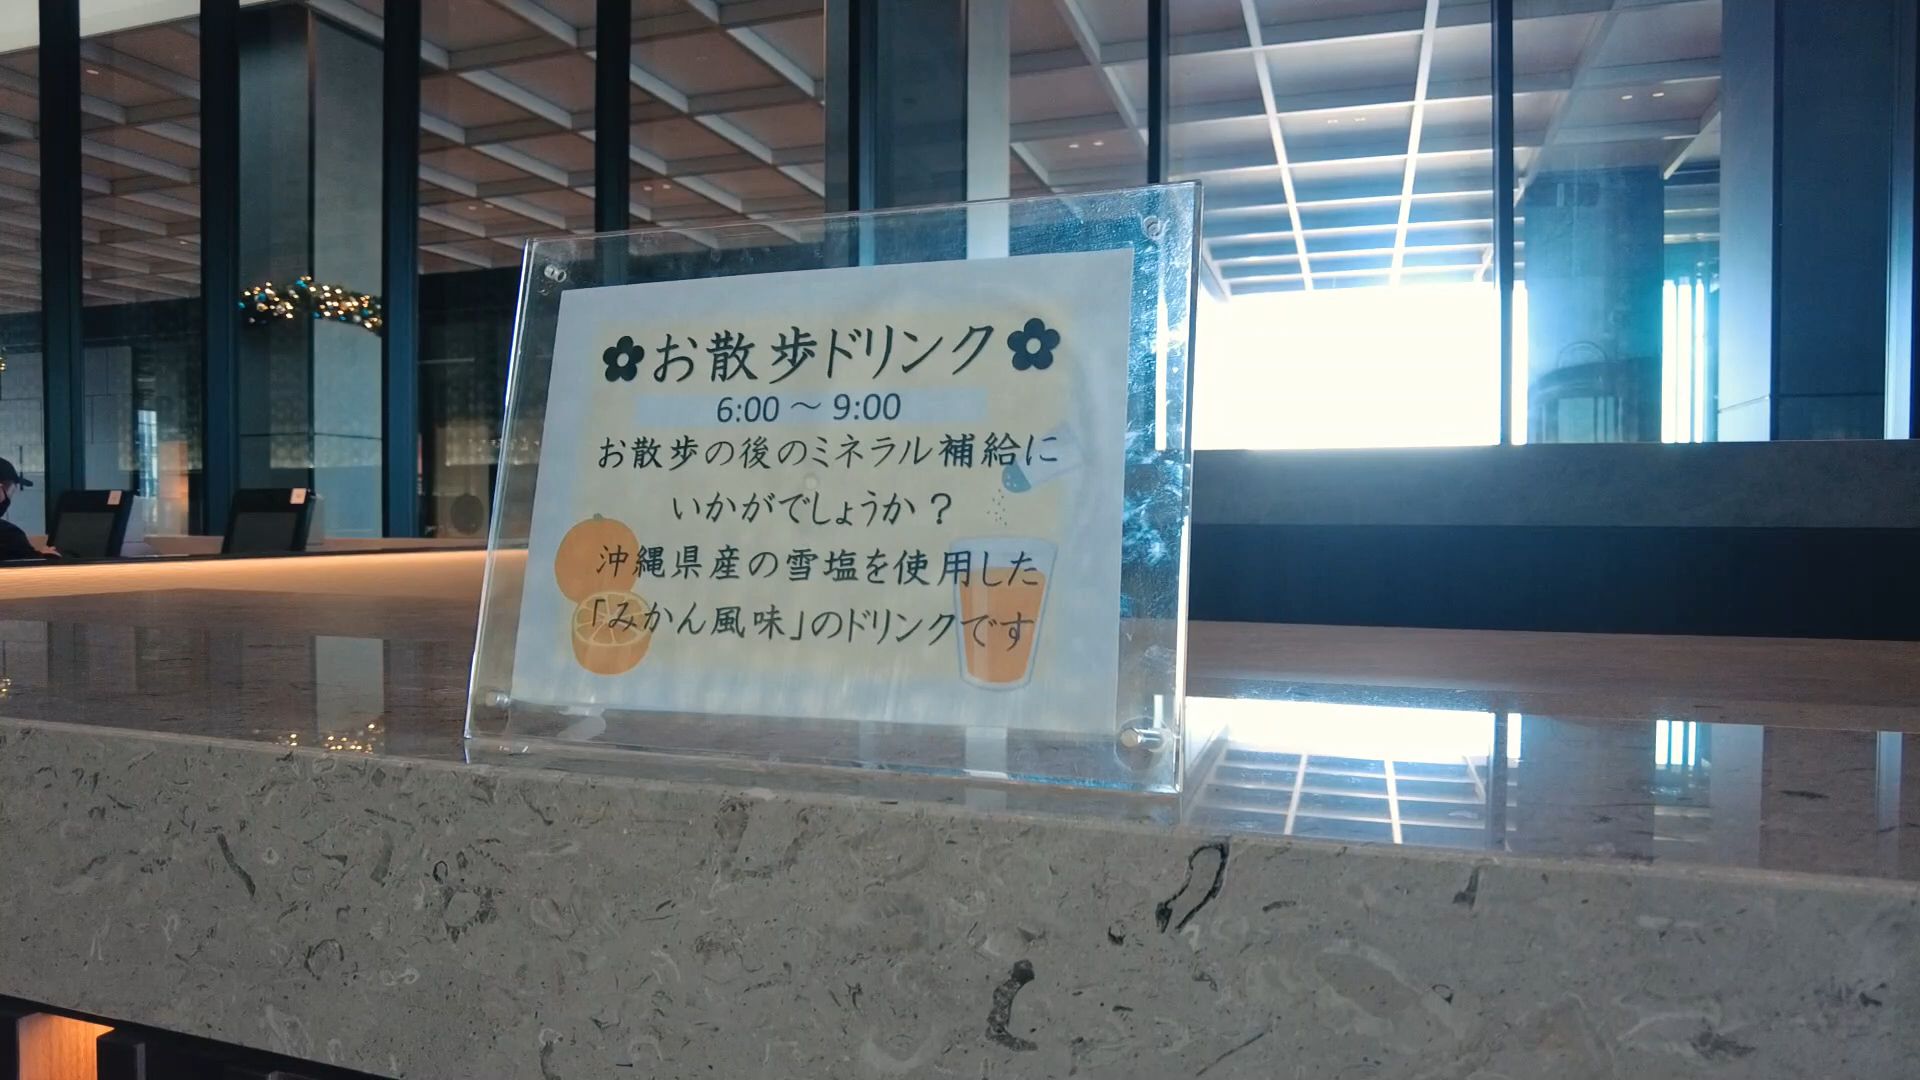 ✿お散歩ドリンク✿
6:00 ～ 9:00
お散歩の後のミネラル補給に
いかがでしょうか？
沖縄県産の雪塩を使用した
「みかん風味」のドリンクです